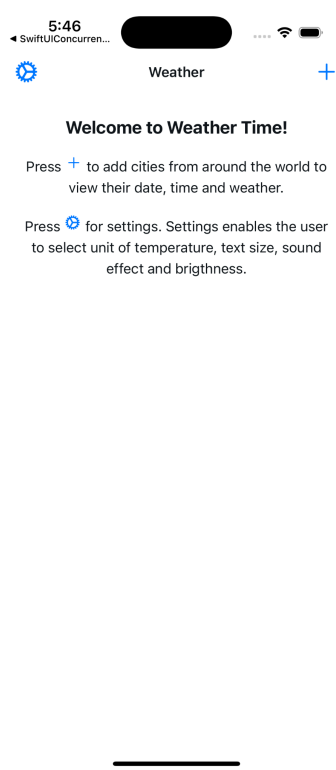 5:46
◀ SwiftUIConcurren...
Weather
Welcome to Weather Time!
Press + to add cities from around the world to
view their date, time and weather.
Press for settings. Settings enables the user
to select unit of temperature, text size, sound
effect and brigthness.